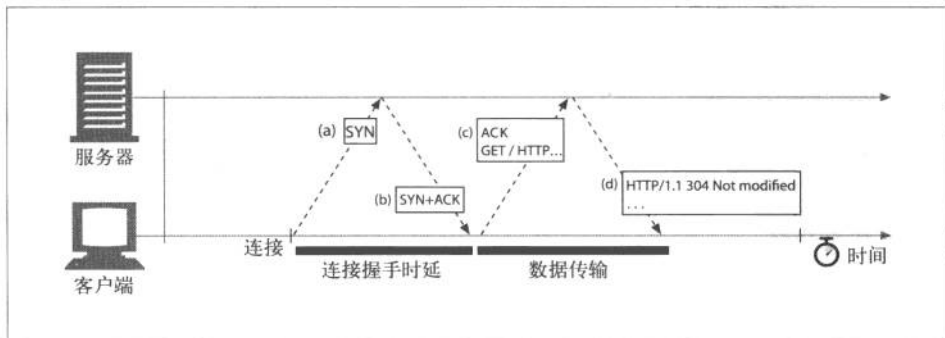 服务器
(a) SYN
(b) SYN+ACK
(c) ACK
GET / HTTP...
(d) HTTP/1.1 304 Not modified
...
连接
连接握手时延
数据传输
时间
客户端